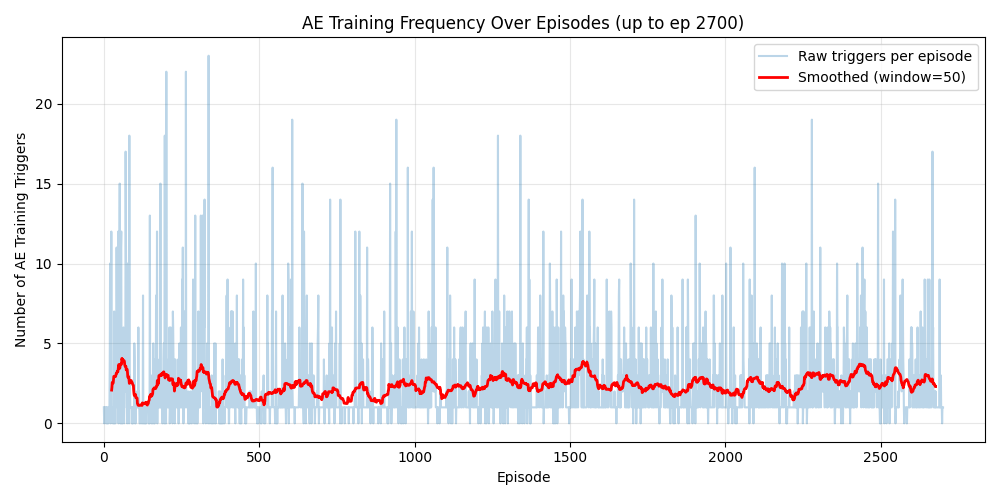 AE Training Frequency Over Episodes (up to ep 2700)
Raw triggers per episode
Smoothed (window=50)
Number of AE Training Triggers
20
15
10
5
0
0 500 1000 1500 2000 2500
Episode